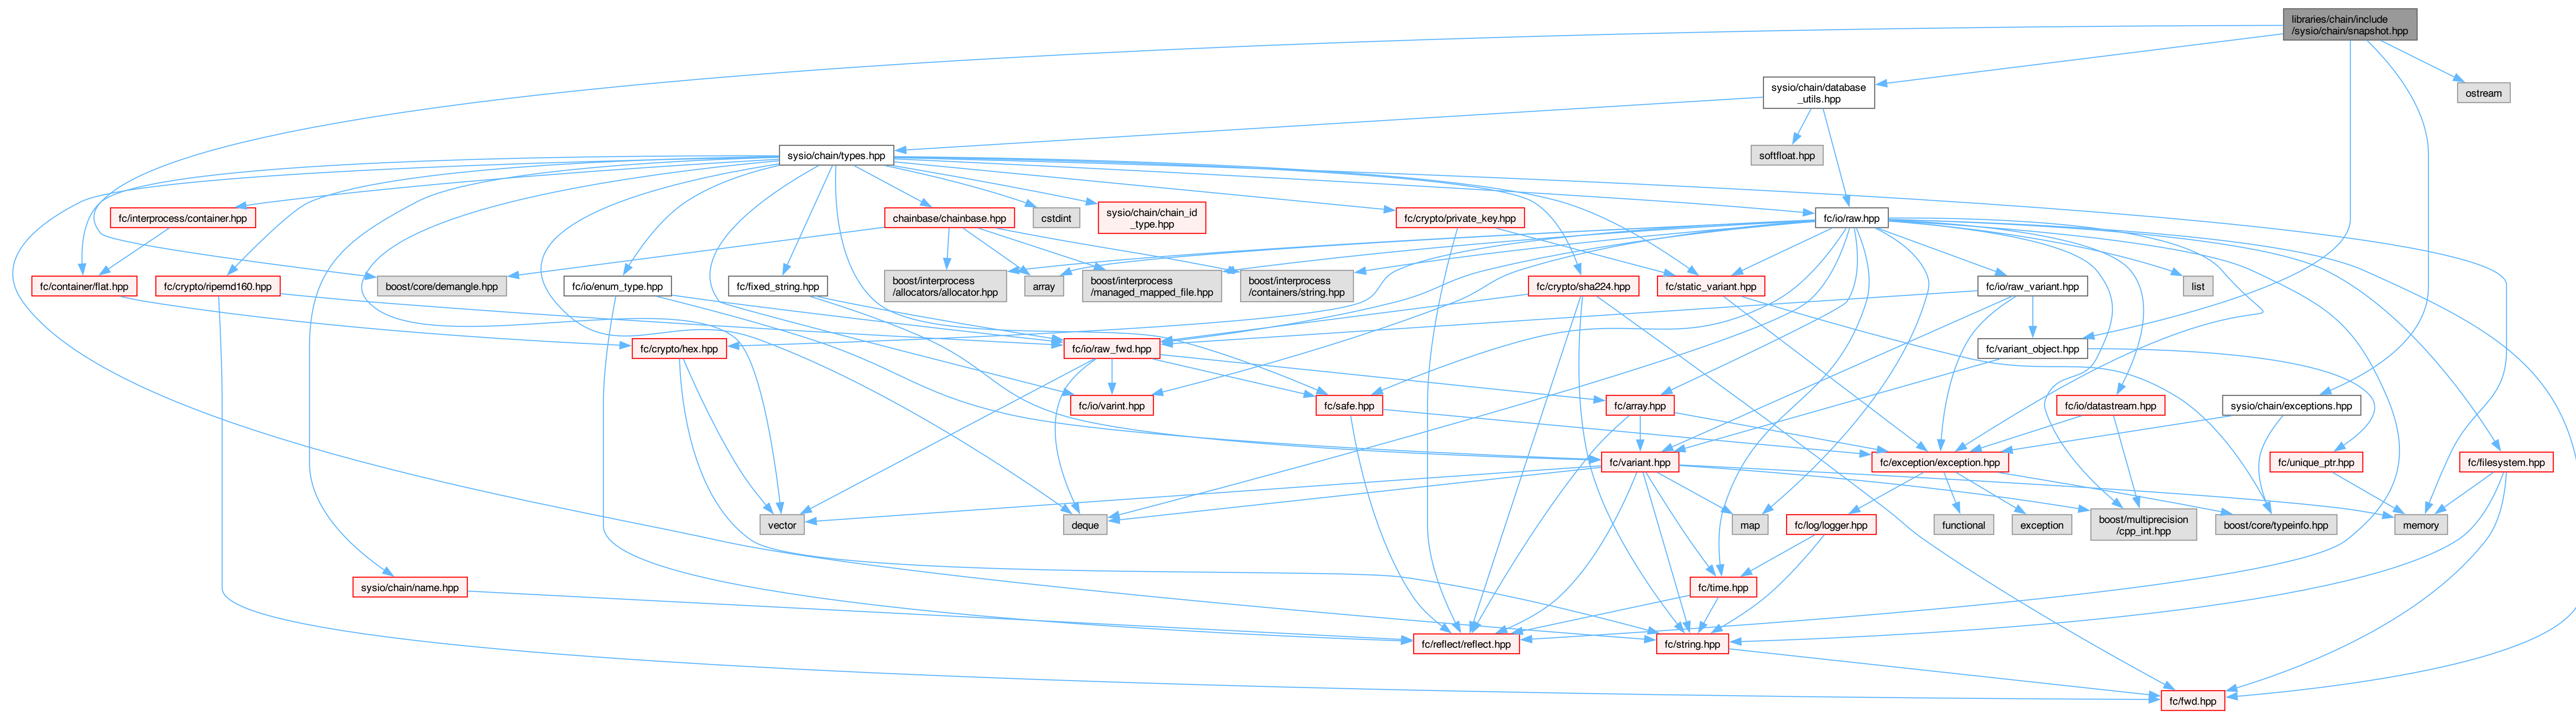 libraries/chain/include
/sysio/chain/snapshot.hpp
sysio/chain/database
_utils.hpp
ostream
sysio/chain/types.hpp
softfloat.hpp
fc/interprocess/container.hpp
chainbase/chainbase.hpp
cstdint
sysio/chain/chain_id
_type.hpp
fc/crypto/private_key.hpp
fc/io/raw.hpp
fc/container/flat.hpp
fc/crypto/ripemd160.hpp
boost/core/demangle.hpp
fc/io/enum_type.hpp
fc/fixed_string.hpp
boost/interprocess
/allocators/allocator.hpp
array
boost/interprocess
/managed_mapped_file.hpp
boost/interprocess
/containers/string.hpp
fc/crypto/sha224.hpp
fc/static_variant.hpp
fc/io/raw_variant.hpp
list
fc/crypto/hex.hpp
fc/io/raw_fwd.hpp
fc/variant_object.hpp
fc/io/varint.hpp
fc/safe.hpp
fc/array.hpp
fc/io/datastream.hpp
sysio/chain/exceptions.hpp
fc/variant.hpp
fc/exception/exception.hpp
fc/unique_ptr.hpp
fc/filesystem.hpp
vector
deque
map
fc/log/logger.hpp
functional
exception
boost/multiprecision
/cpp_int.hpp
boost/core/typeinfo.hpp
memory
sysio/chain/name.hpp
fc/time.hpp
fc/reflect/reflect.hpp
fc/string.hpp
fc/fwd.hpp